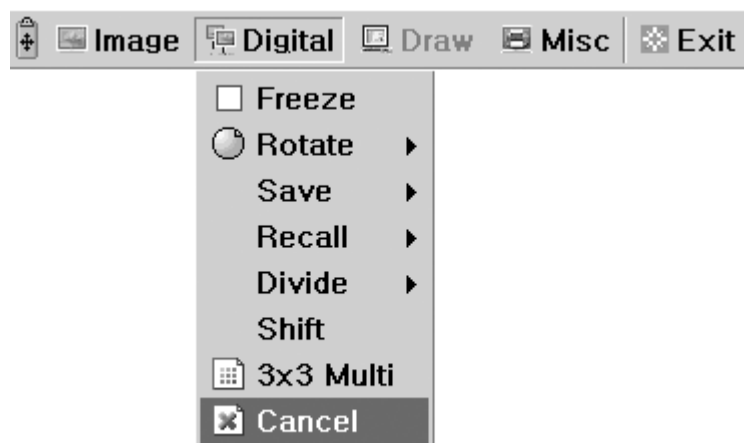 Image Digital Draw Misc Exit
Freeze
Rotate
Save
Recall
Divide
Shift
3x3 Multi
Cancel